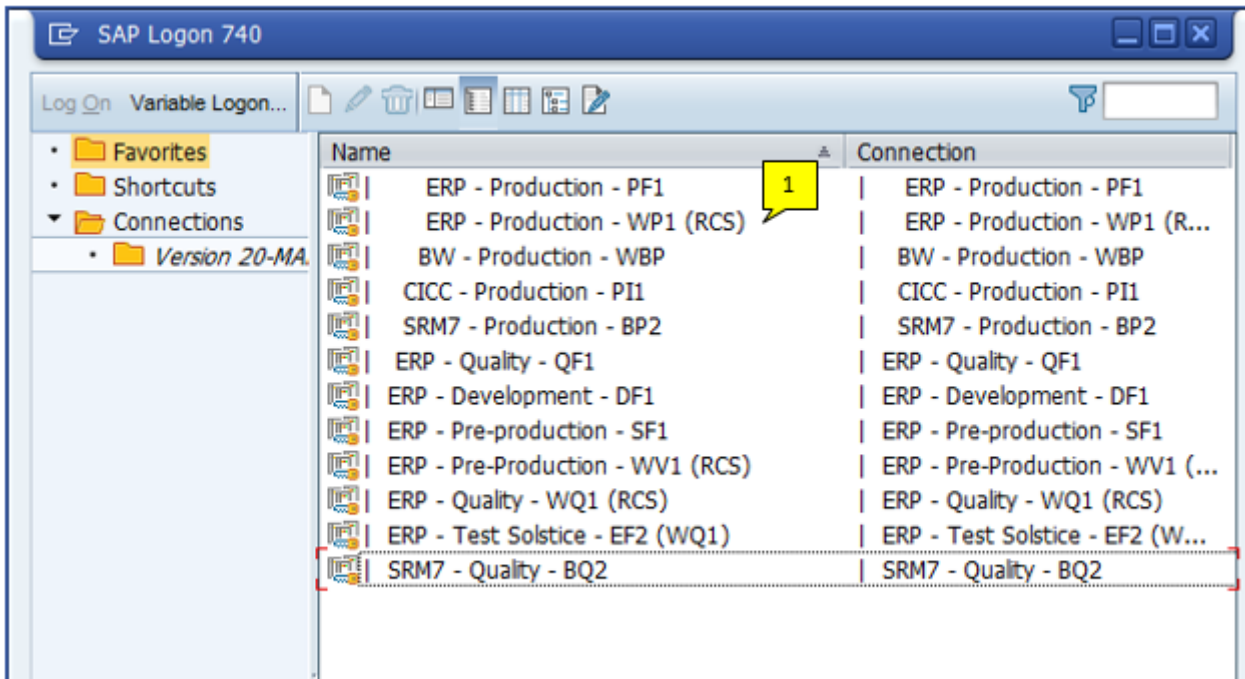 SAP Logon 740
Log On Variable Logon...
Favorites
Shortcuts
Connections
Version 20-MA.
Name Connection
| ERP - Production - PF1 | ERP - Production - PF1
1
| ERP - Production - WP1 (RCS) | ERP - Production - WP1 (R...
| BW - Production - WBP | BW - Production - WBP
| CICC - Production - PI1 | CICC - Production - PI1
| SRM7 - Production - BP2 | SRM7 - Production - BP2
| ERP - Quality - QF1 | ERP - Quality - QF1
| ERP - Development - DF1 | ERP - Development - DF1
| ERP - Pre-production - SF1 | ERP - Pre-production - SF1
| ERP - Pre-Production - WV1 (RCS) | ERP - Pre-Production - WV1 (...
| ERP - Quality - WQ1 (RCS) | ERP - Quality - WQ1 (RCS)
| ERP - Test Solstice - EF2 (WQ1) | ERP - Test Solstice - EF2 (W...
| SRM7 - Quality - BQ2 | SRM7 - Quality - BQ2